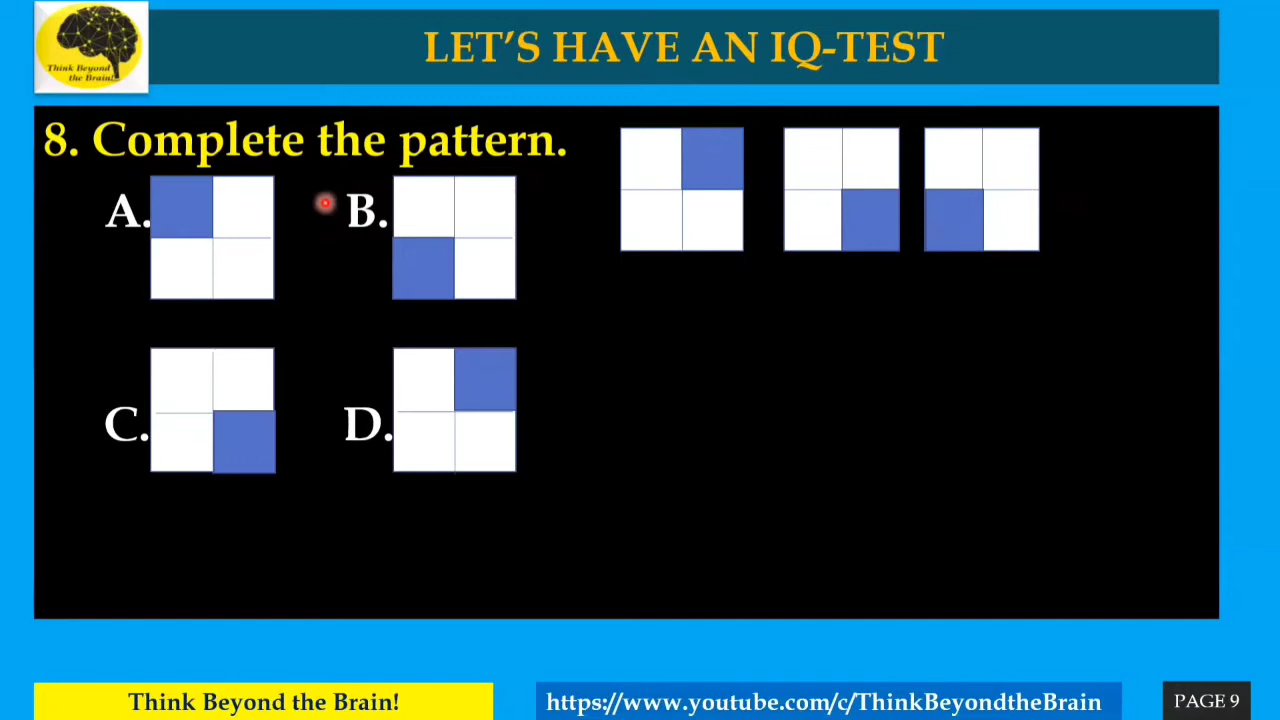 Think Beyond
the Brain!
LET'S HAVE AN IQ-TEST
8. Complete the pattern.
A.
B.
C.
D.
Think Beyond the Brain!
https://www.youtube.com/c/ThinkBeyondtheBrain
PAGE 9